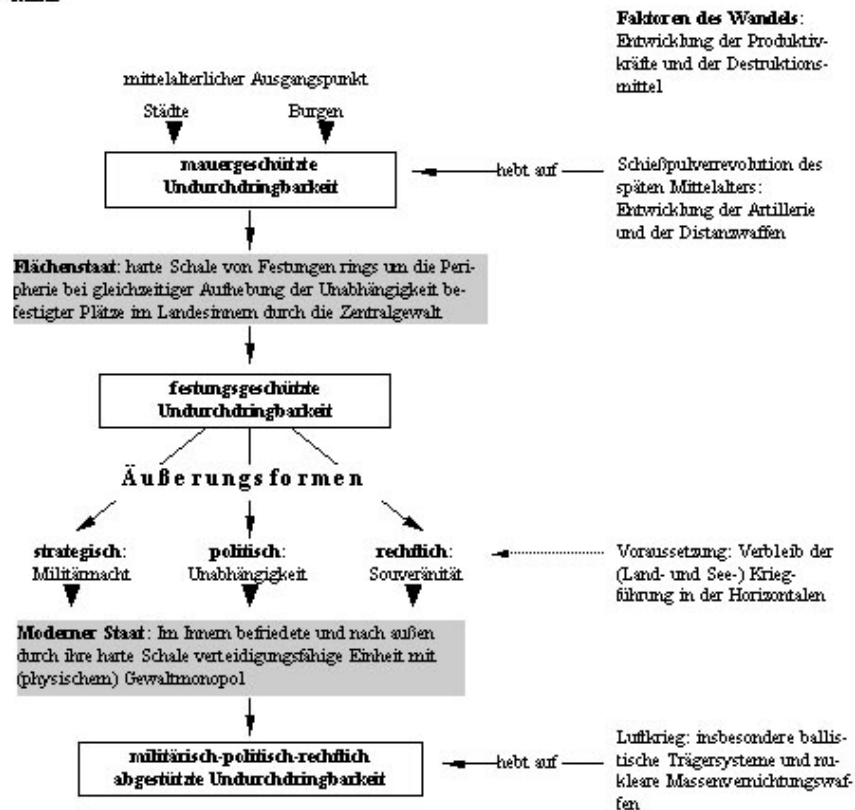 Faktoren des Wandels:
Entwicklung der Produktiv-
kräfte und der Destruktions-
mittel
mittelalterlicher Ausgangspunkt
Städte Burgen
mauergeschützte
Undurchdringbarkeit
hebt auf
Schießpulverrevolution des
späten Mittelalters:
Entwicklung der Artillerie
und der Distanzwaffen
Flächenstaat: harte Schale von Festungen rings um die Peri-
pherie bei gleichzeitiger Aufhebung der Unabhängigkeit be-
festigter Plätze im Landesinnern durch die Zentralgewalt
festungsgeschützte
Undurchdringbarkeit
Äußerungsformen
strategisch: politisch: rechtlich:
Militärmacht Unabhängigkeit Souveränität
Voraussetzung: Verbleib der
(Land- und See-) Krieg-
führung in der Horizontalen
Moderner Staat: Im Innern befriedete und nach außen
durch ihre harte Schale verteidigungsfähige Einheit mit
(physischem) Gewaltmonopol
militärisch-politisch-rechtlich
abgestützte Undurchdringbarkeit
hebt auf
Luftkrieg: insbesondere ballis-
tische Trägersysteme und nu-
kleare Massenvernichtungswaf-
fen